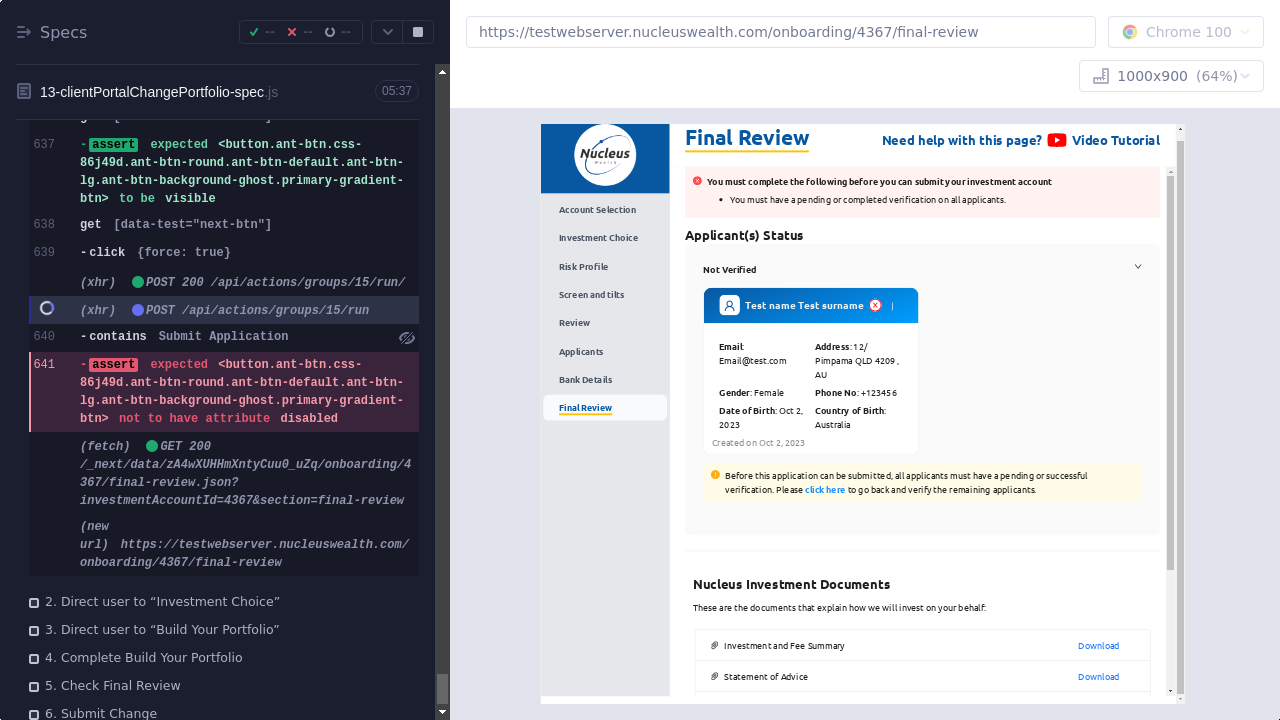 Specs
--
--
--
https://testwebserver.nucleuswealth.com/onboarding/4367/final-review
Chrome 100
1000x900 (64%)
13-clientPortalChangePortfolio-spec.js
05:37
637
-assert expected <button.ant-btn.css-
86j49d.ant-btn-round.ant-btn-default.ant-btn-
lg.ant-btn-background-ghost.primary-gradient-
btn> to be visible
638
get [data-test="next-btn"]
639
-click {force: true}
(xhr) POST 200 /api/actions/groups/15/run/
(xhr) POST /api/actions/groups/15/run
640
-contains Submit Application
641
-assert expected <button.ant-btn.css-
86j49d.ant-btn-round.ant-btn-default.ant-btn-
lg.ant-btn-background-ghost.primary-gradient-
btn> not to have attribute disabled
(fetch) GET 200
/_next/data/zA4wXUHHmXntyCuu0_uZq/onboarding/4
367/final-review.json?
investmentAccountId=4367&section=final-review
(new
url) https://testwebserver.nucleuswealth.com/
onboarding/4367/final-review
2. Direct user to “Investment Choice”
3. Direct user to “Build Your Portfolio”
4. Complete Build Your Portfolio
5. Check Final Review
6. Submit Change
Nucleus
Wealth
Account Selection
Investment Choice
Risk Profile
Screen and tilts
Review
Applicants
Bank Details
Final Review
Final Review
Need help with this page? Video Tutorial
You must complete the following before you can submit your investment account
• You must have a pending or completed verification on all applicants.
Applicant(s) Status
Not Verified
Test name Test surname |
Email:
Email@test.com
Address: 12/
Pimpama QLD 4209 ,
AU
Gender: Female
Phone No: +123456
Date of Birth: Oct 2,
2023
Country of Birth:
Australia
Created on Oct 2, 2023
Before this application can be submitted, all applicants must have a pending or successful
verification. Please click here to go back and verify the remaining applicants.
Nucleus Investment Documents
These are the documents that explain how we will invest on your behalf:
Investment and Fee Summary
Download
Statement of Advice
Download